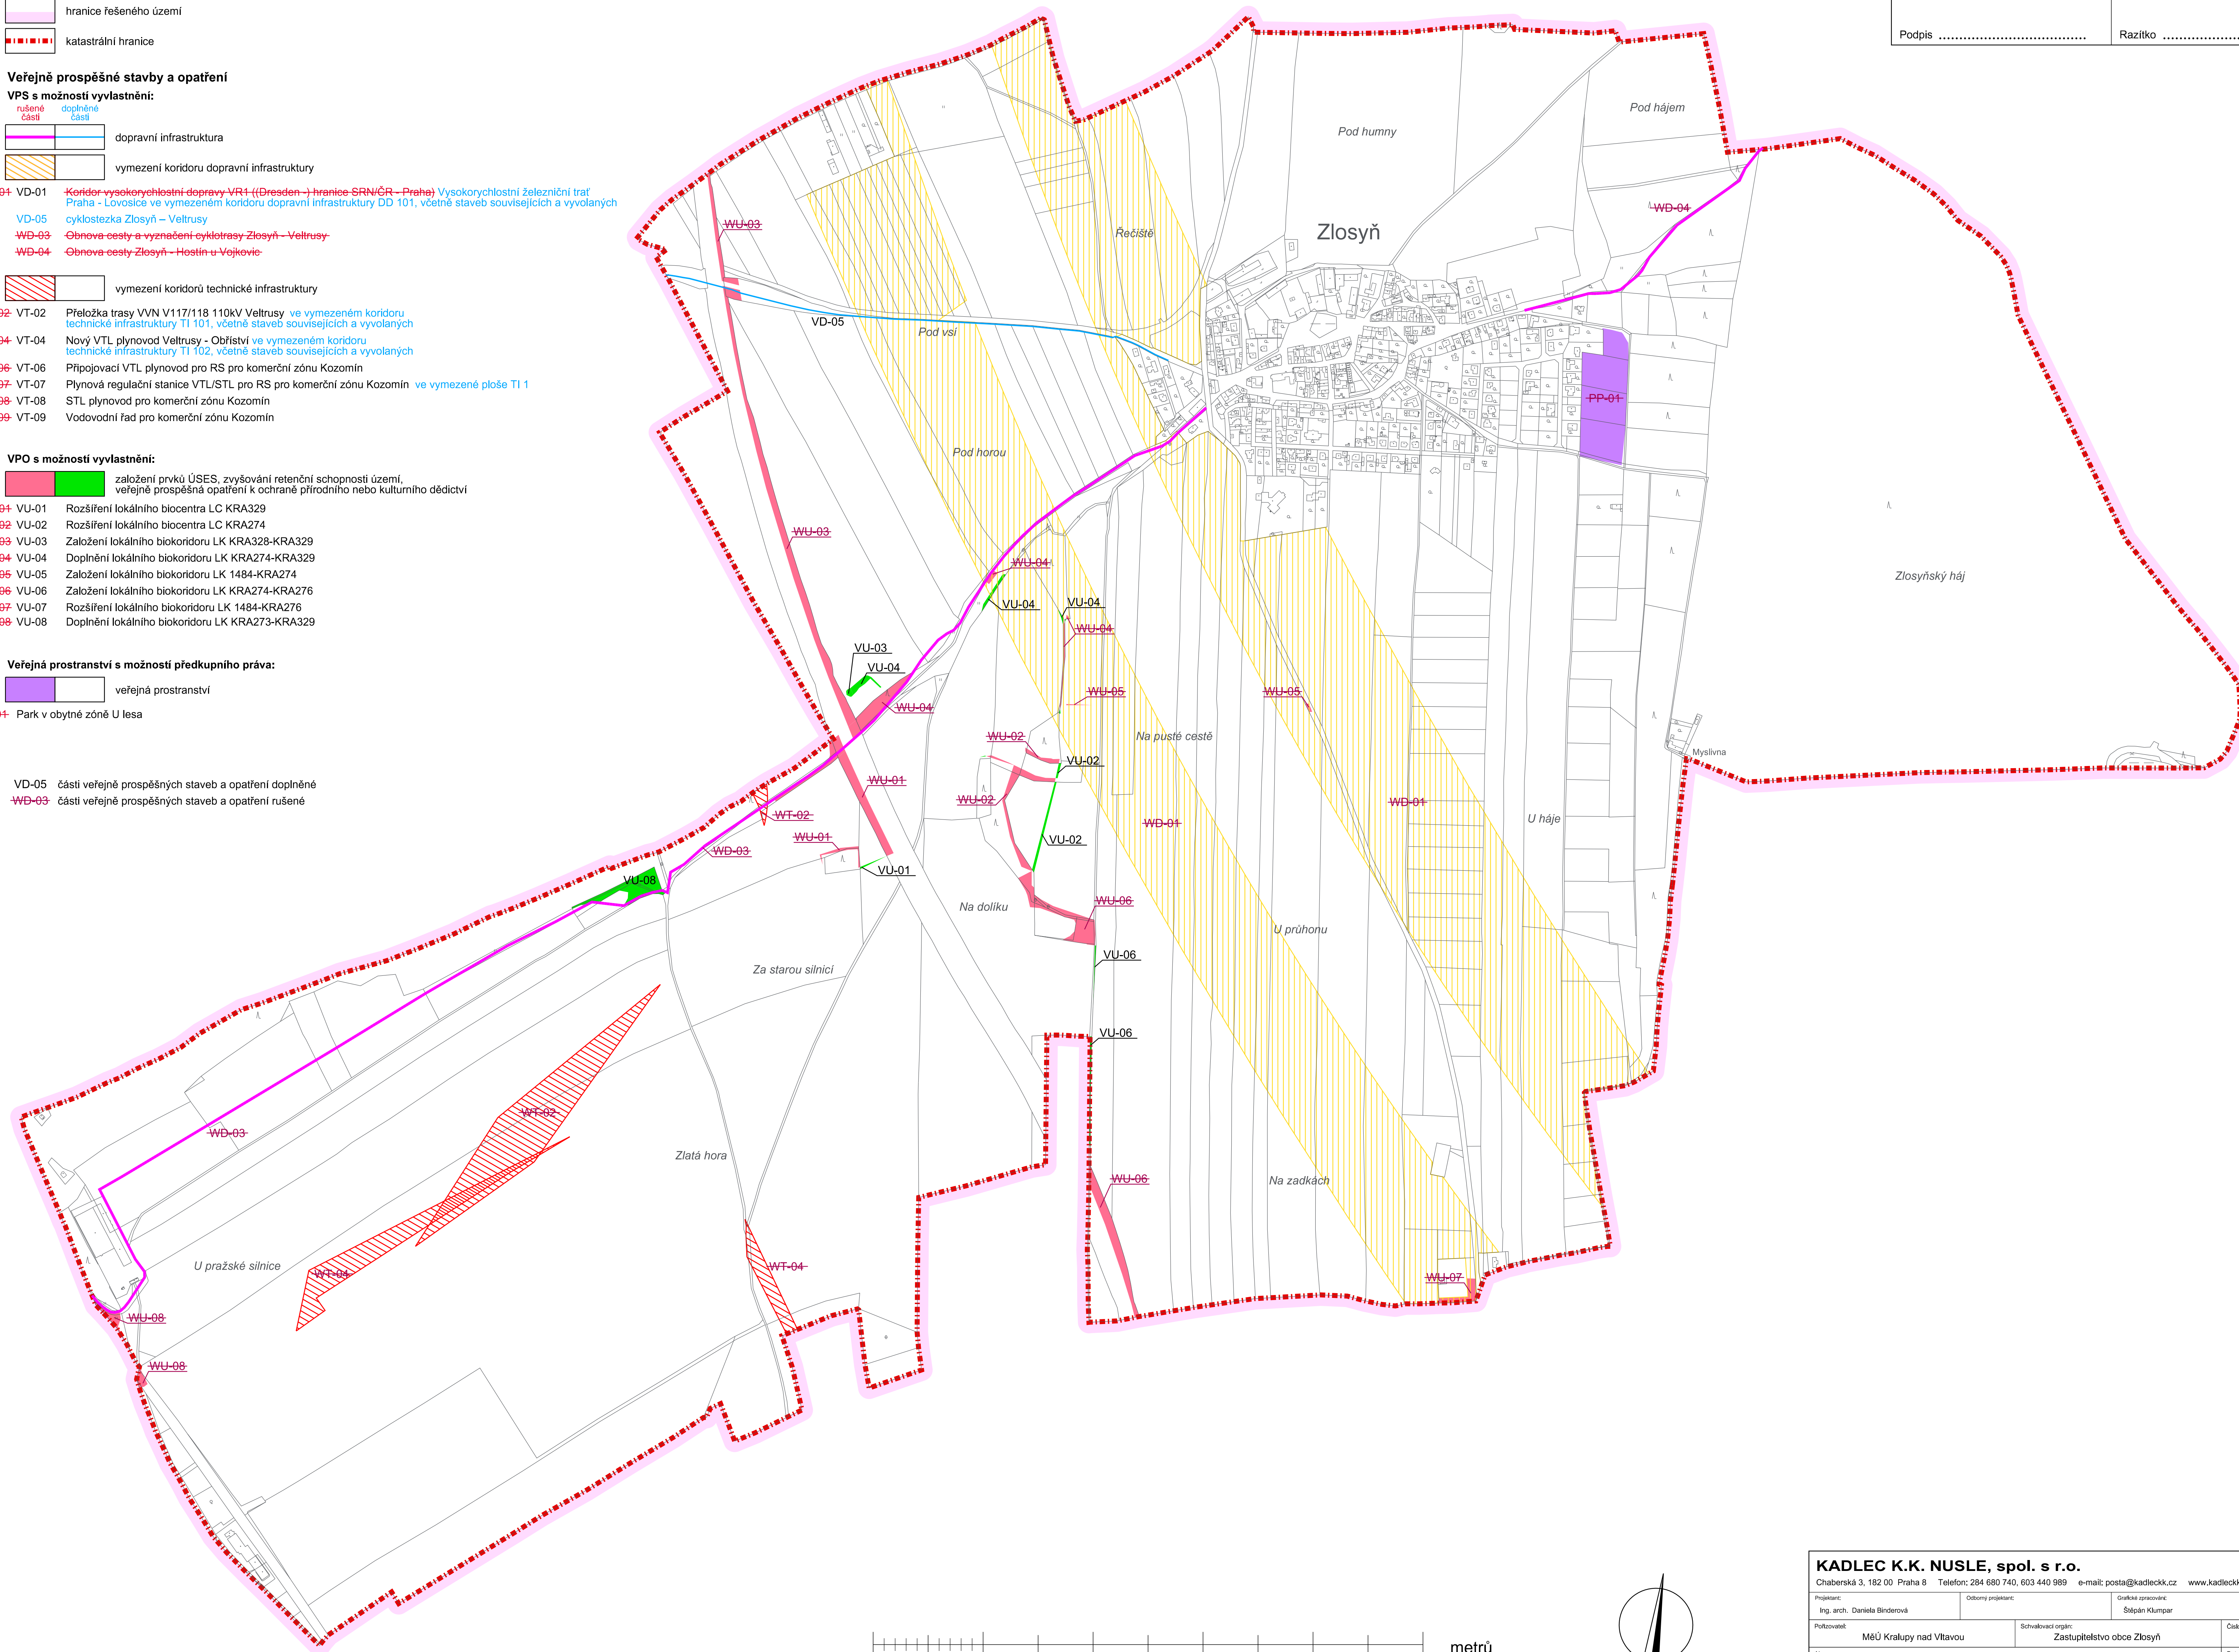 hranice řešeného území
katastrální hranice
Veřejně prospěšné stavby a opatření
VPS s možností vyvlastnění:
rušené části
doplněné části
dopravní infrastruktura
vymezení koridoru dopravní infrastruktury
01 VD-01 Koridor vysokorychlostní dopravy VR1 ((Dresden -) hranice SRN/ČR - Praha) Vysokorychlostní železniční trať
Praha - Lovosice ve vymezeném koridoru dopravní infrastruktury DD 101, včetně staveb souvisejících a vyvolaných
VD-05 cyklostezka Zlosyň – Veltrusy
WD-03 Obnova cesty a vyznačení cyklotrasy Zlosyň - Veltrusy
WD-04 Obnova cesty Zlosyň - Hostín u Vojkovic
vymezení koridorů technické infrastruktury
02 VT-02 Přeložka trasy VVN V117/118 110kV Veltrusy ve vymezeném koridoru
technické infrastruktury TI 101, včetně staveb souvisejících a vyvolaných
04 VT-04 Nový VTL plynovod Veltrusy - Obříství ve vymezeném koridoru
technické infrastruktury TI 102, včetně staveb souvisejících a vyvolaných
06 VT-06 Připojovací VTL plynovod pro RS pro komerční zónu Kozomín
07 VT-07 Plynová regulační stanice VTL/STL pro RS pro komerční zónu Kozomín ve vymezené ploše TI 1
08 VT-08 STL plynovod pro komerční zónu Kozomín
09 VT-09 Vodovodní řad pro komerční zónu Kozomín
VPO s možností vyvlastnění:
založení prvků ÚSES, zvyšování retenční schopnosti území,
veřejně prospěšná opatření k ochraně přírodního nebo kulturního dědictví
01 VU-01 Rozšíření lokálního biocentra LC KRA329
02 VU-02 Rozšíření lokálního biocentra LC KRA274
03 VU-03 Založení lokálního biokoridoru LK KRA328-KRA329
04 VU-04 Doplnění lokálního biokoridoru LK KRA274-KRA329
05 VU-05 Založení lokálního biokoridoru LK 1484-KRA274
06 VU-06 Založení lokálního biokoridoru LK KRA274-KRA276
07 VU-07 Rozšíření lokálního biokoridoru LK 1484-KRA276
08 VU-08 Doplnění lokálního biokoridoru LK KRA273-KRA329
Veřejná prostranství s možností předkupního práva:
veřejná prostranství
01 Park v obytné zóně U lesa
VD-05 části veřejně prospěšných staveb a opatření doplněné
WD-03 části veřejně prospěšných staveb a opatření rušené
Podpis ....................................
Razítko
Pod hájem
Pod humny
WD-04
WU-03
Řečiště
Zlosyň
VD-05
Pod vsi
PP-01
Pod horou
WU-03
WU-04
VU-04
VU-04
WU-04
Zlosyňský háj
VU-03
VU-04
WU-04
WU-05
WU-05
WU-02
Na pusté cestě
Myslivna
VU-02
WU-01
WU-02
WD-01
WT-02
WD-01
U háje
WU-01
VU-02
WD-03
VU-01
VU-08
Na dolíku
WU-06
U průhonu
VU-06
Za starou silnicí
VU-06
WT-02
WD-03
Zlatá hora
WU-06
Na zadkách
U pražské silnice
WT-04
WT-04
WU-07
WU-08
WU-08
metrů
KADLEC K.K. NUSLE, spol. s r.o.
Chaberská 3, 182 00 Praha 8 Telefon: 284 680 740, 603 440 989 e-mail: posta@kadleckk.cz www.kadleckk
Projektant:
Odborný projektant:
Grafické zpracování:
Ing. arch. Daniela Binderová
Štěpán Klumpar
Pořizovatel:
Schvalovací orgán:
MěÚ Kralupy nad Vltavou
Zastupitelstvo obce Zlosyň